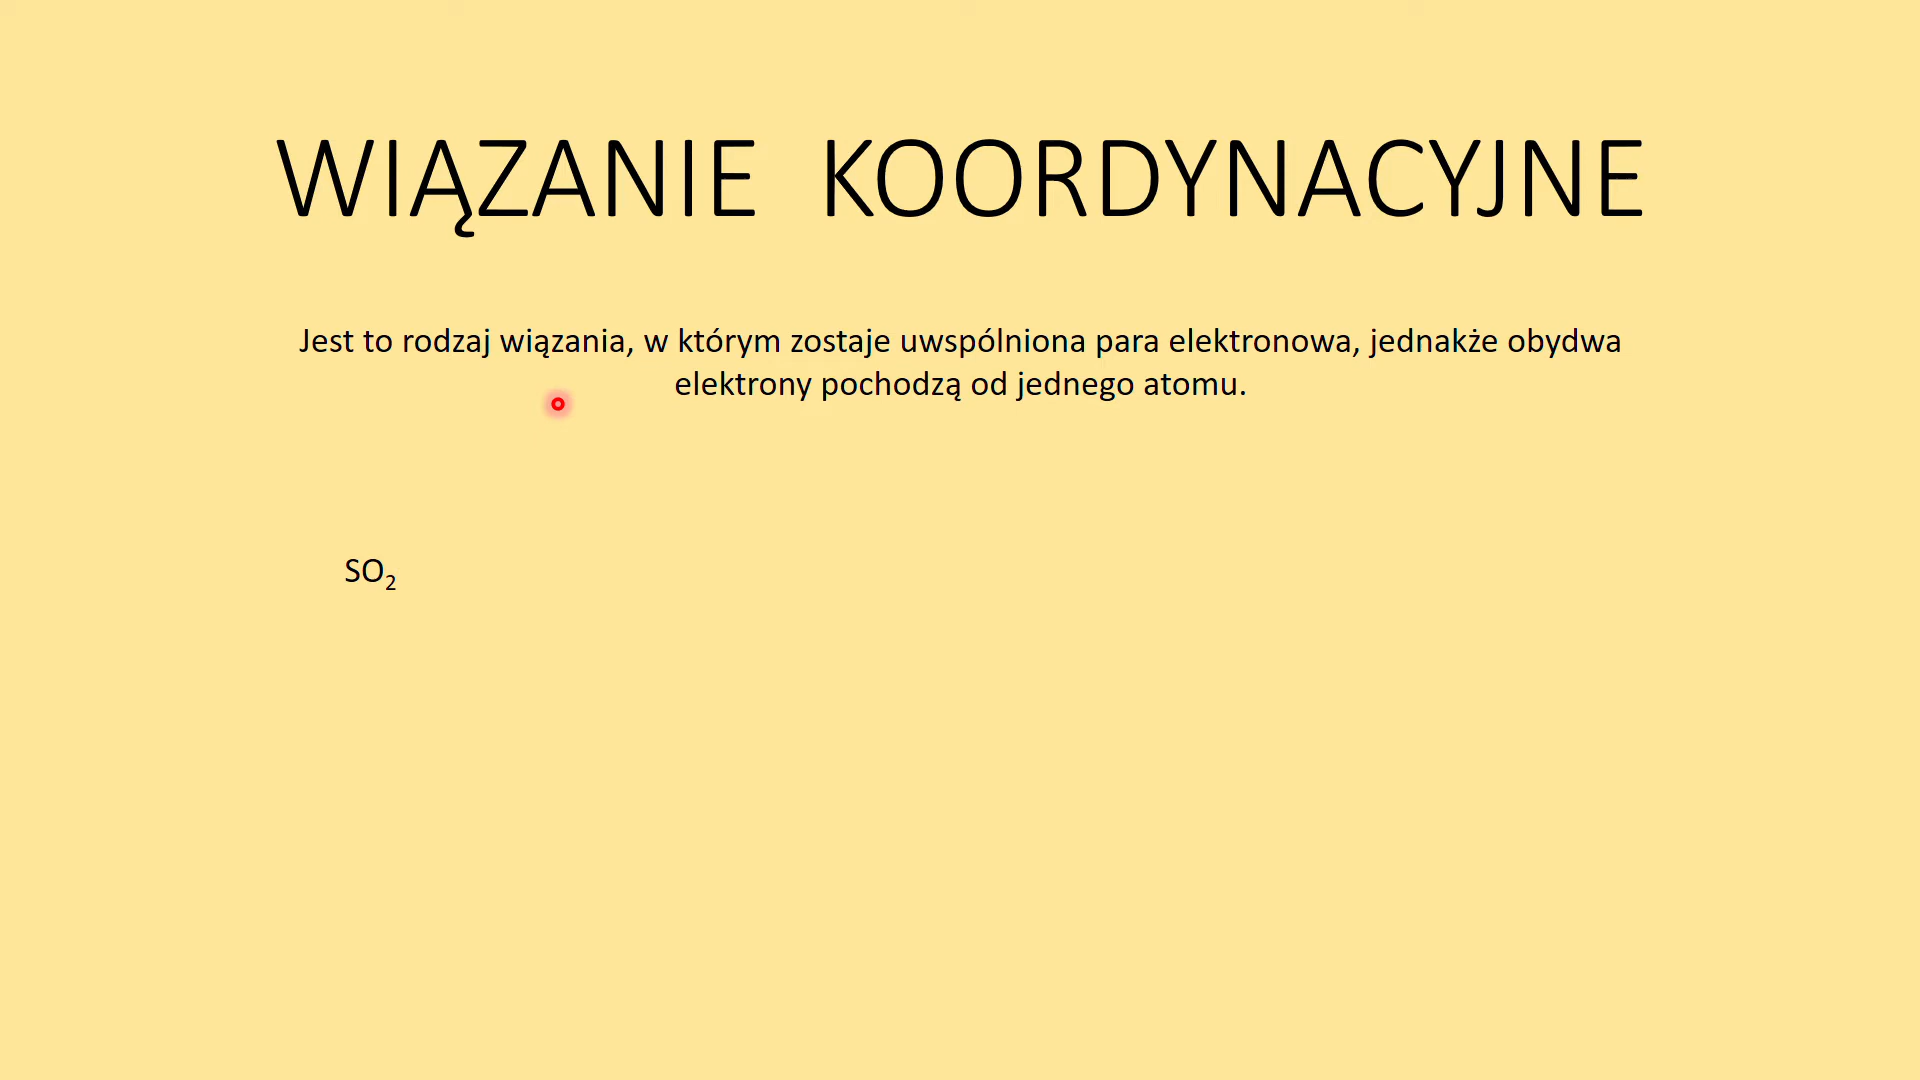 WIĄZANIE KOORDYNACYJNE
Jest to rodzaj wiązania, w którym zostaje uwspólniona para elektronowa, jednakże obydwa
elektrony pochodzą od jednego atomu.
SO₂